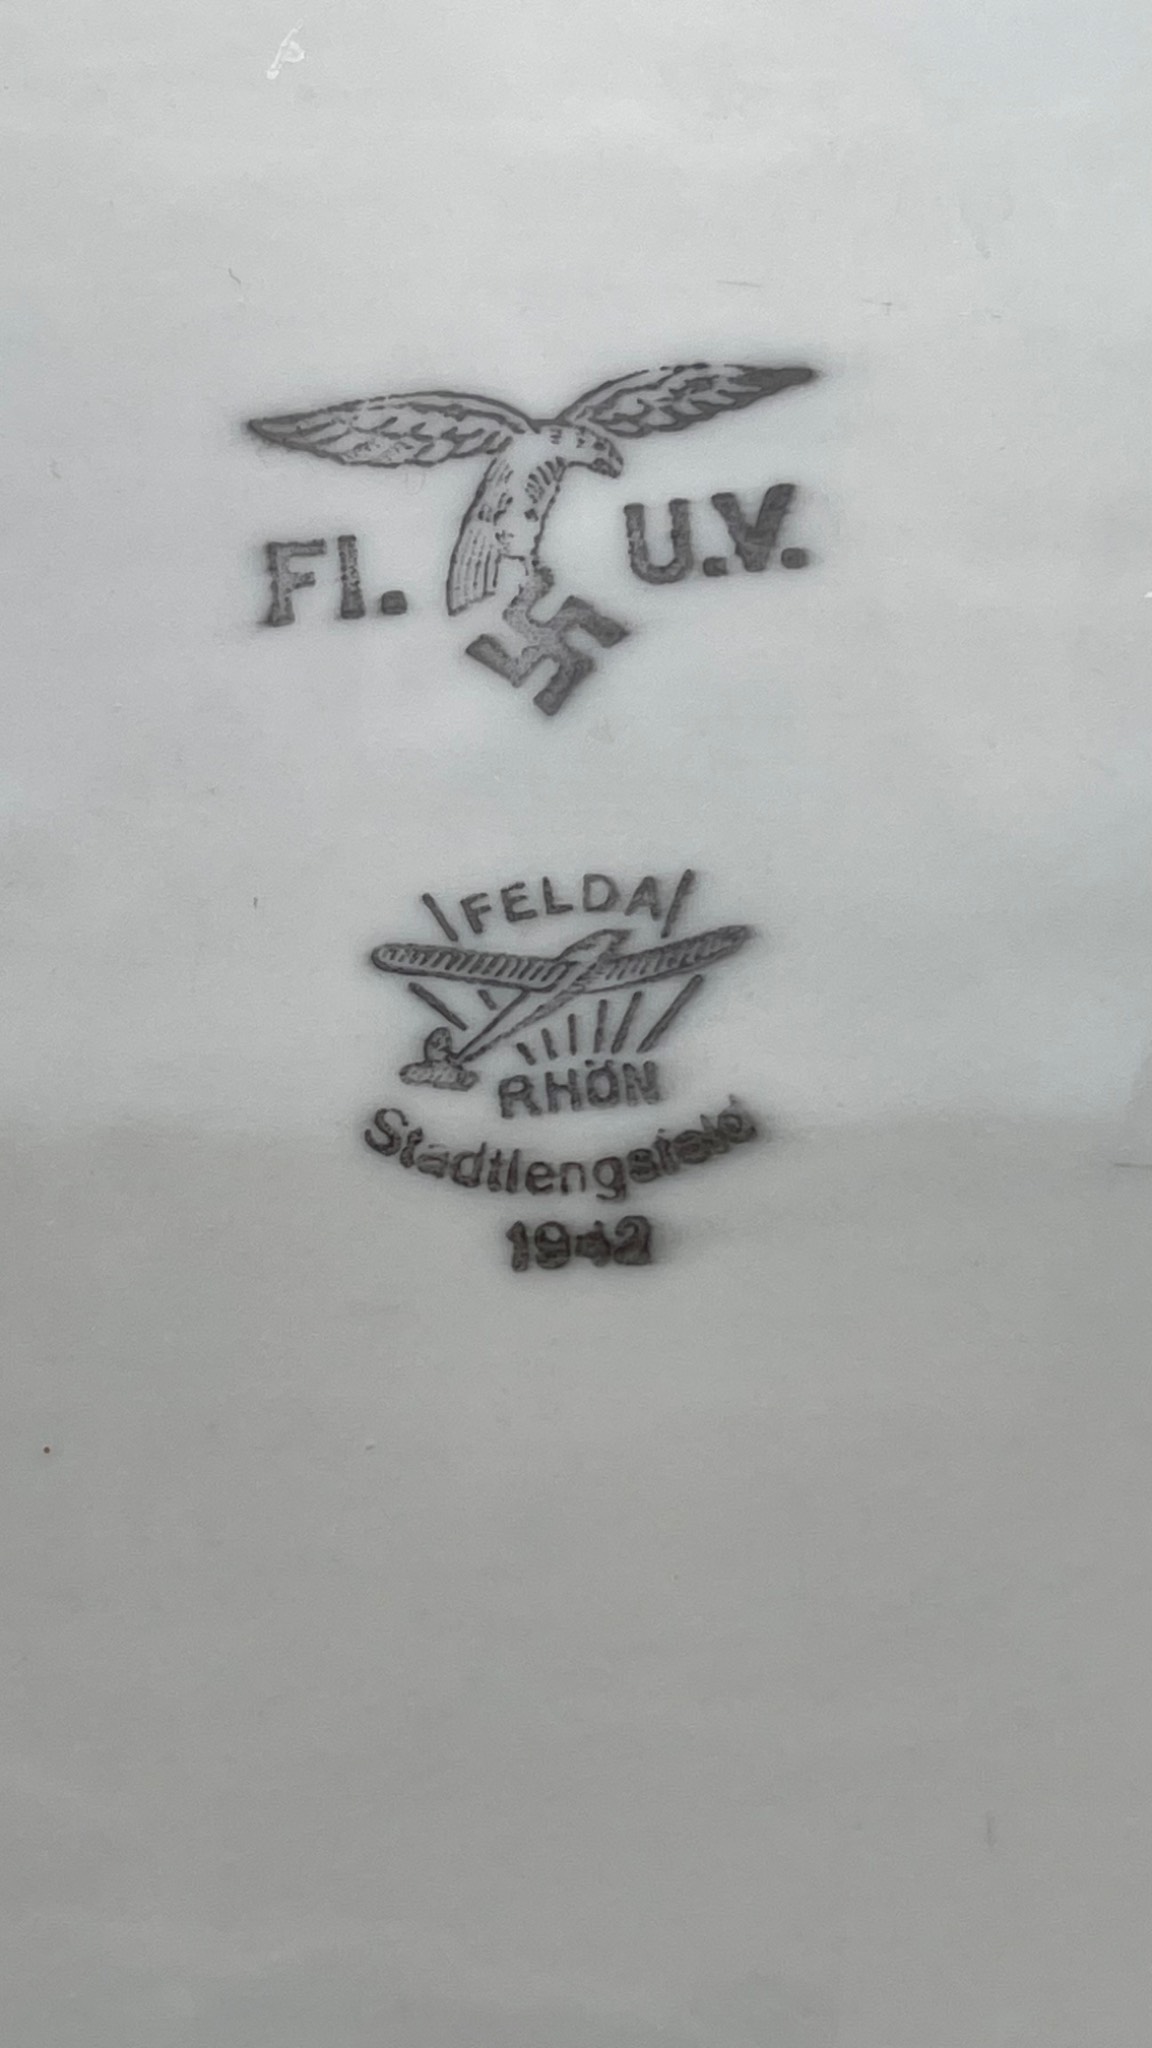 Fl. U.V.
FELDA
RHÖN
Stadtlengsfeld
1942